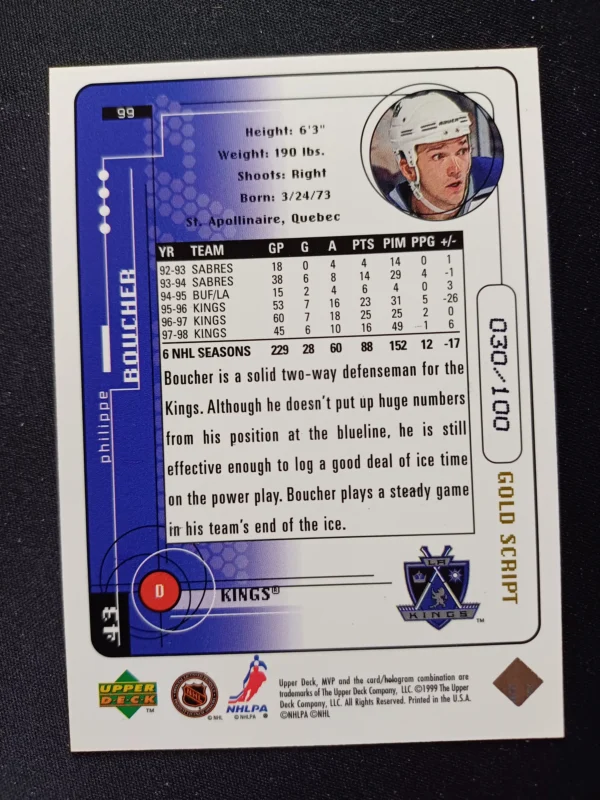 99
Height: 6'3"
Weight: 190 lbs.
Shoots: Right
Born: 3/24/73
St. Apollinaire, Quebec
YR TEAM GP G A PTS PIM PPG +/-
92-93 SABRES 18 0 4 4 14 0 1
93-94 SABRES 38 6 8 14 29 4 -1
94-95 BUF/LA 15 2 4 6 4 0 3
95-96 KINGS 53 7 16 23 31 5 -26
96-97 KINGS 60 7 18 25 25 2 0
97-98 KINGS 45 6 10 16 49 1 6
6 NHL SEASONS 229 28 60 88 152 12 -17
Boucher is a solid two-way defenseman for the
Kings. Although he doesn't put up huge numbers
from his position at the blueline, he is still
effective enough to log a good deal of ice time
on the power play. Boucher plays a steady game
in his team's end of the ice.
philippe
BOUCHER
43
D
KINGS®
030/100
GOLD SCRIPT
LA
KINGS
TM
UPPER
DECK
TM
NHL
© NHL
NHLPA
© NHLPA
Upper Deck, MVP and the card/hologram combination are
trademarks of The Upper Deck Company, LLC. ©1999 The Upper
Deck Company, LLC. All Rights Reserved. Printed in the U.S.A.
©NHLPA ©NHL